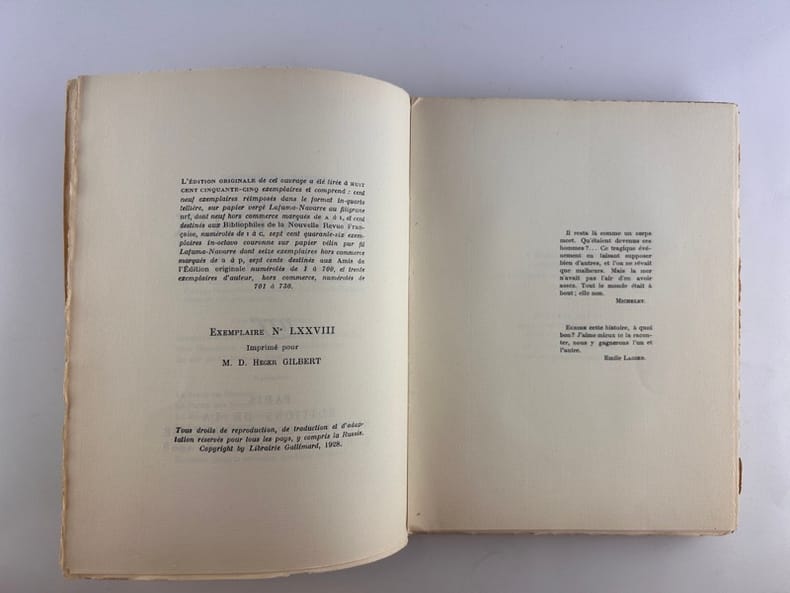 L'ÉDITION ORIGINALE de cet ouvrage a été tirée à HUIT
CENT CINQUANTE-CINQ exemplaires et comprend : cent
neuf exemplaires réimposés dans le format in-quarto
tellière, sur papier vergé Lafuma-Navarre au filigrane
nrf, dont neuf hors commerce marqués de A à I, et cent
destinés aux Bibliophiles de la Nouvelle Revue Fran-
çaise, numérotés de I à C, sept cent quarante-six exem-
plaires in-octavo couronne sur papier vélin pur fil
Lafuma-Navarre dont seize exemplaires hors commerce
marqués de a à p, sept cents destinés aux Amis de
l'Édition originale numérotés de 1 à 700, et trente
exemplaires d'auteur, hors commerce, numérotés de
701 à 730.
EXEMPLAIRE N° LXXVIII
Imprimé pour
M. D. HEGER GILBERT
Tous droits de reproduction, de traduction et d'adap-
tation réservés pour tous les pays, y compris la Russie.
Copyright by Librairie Gallimard, 1928.
Il resta là comme un corps
mort. Qu'étaient devenus ces
hommes ?... Ce tragique évé-
nement en laissait supposer
bien d'autres, et l'on ne rêvait
que malheurs. Mais la mer
n'avait pas l'air d'en avoir
assez. Tout le monde était à
bout ; elle non.
MICHELET.
ECRIRE cette histoire, à quoi
bon ? J'aime mieux te la racon-
ter, nous y gagnerons l'un et
l'autre.
Emile